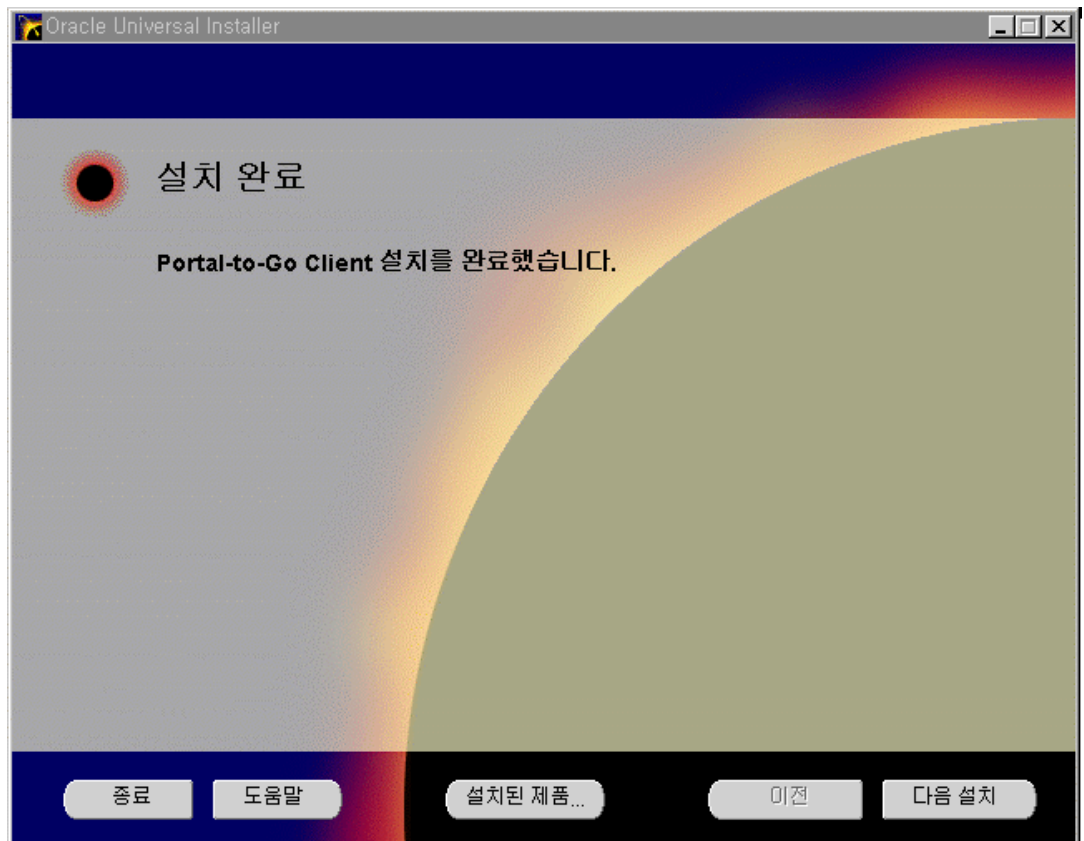 Oracle Universal Installer
설치 완료
Portal-to-Go Client 설치를 완료했습니다.
종료
도움말
설치된 제품...
이전
다음 설치